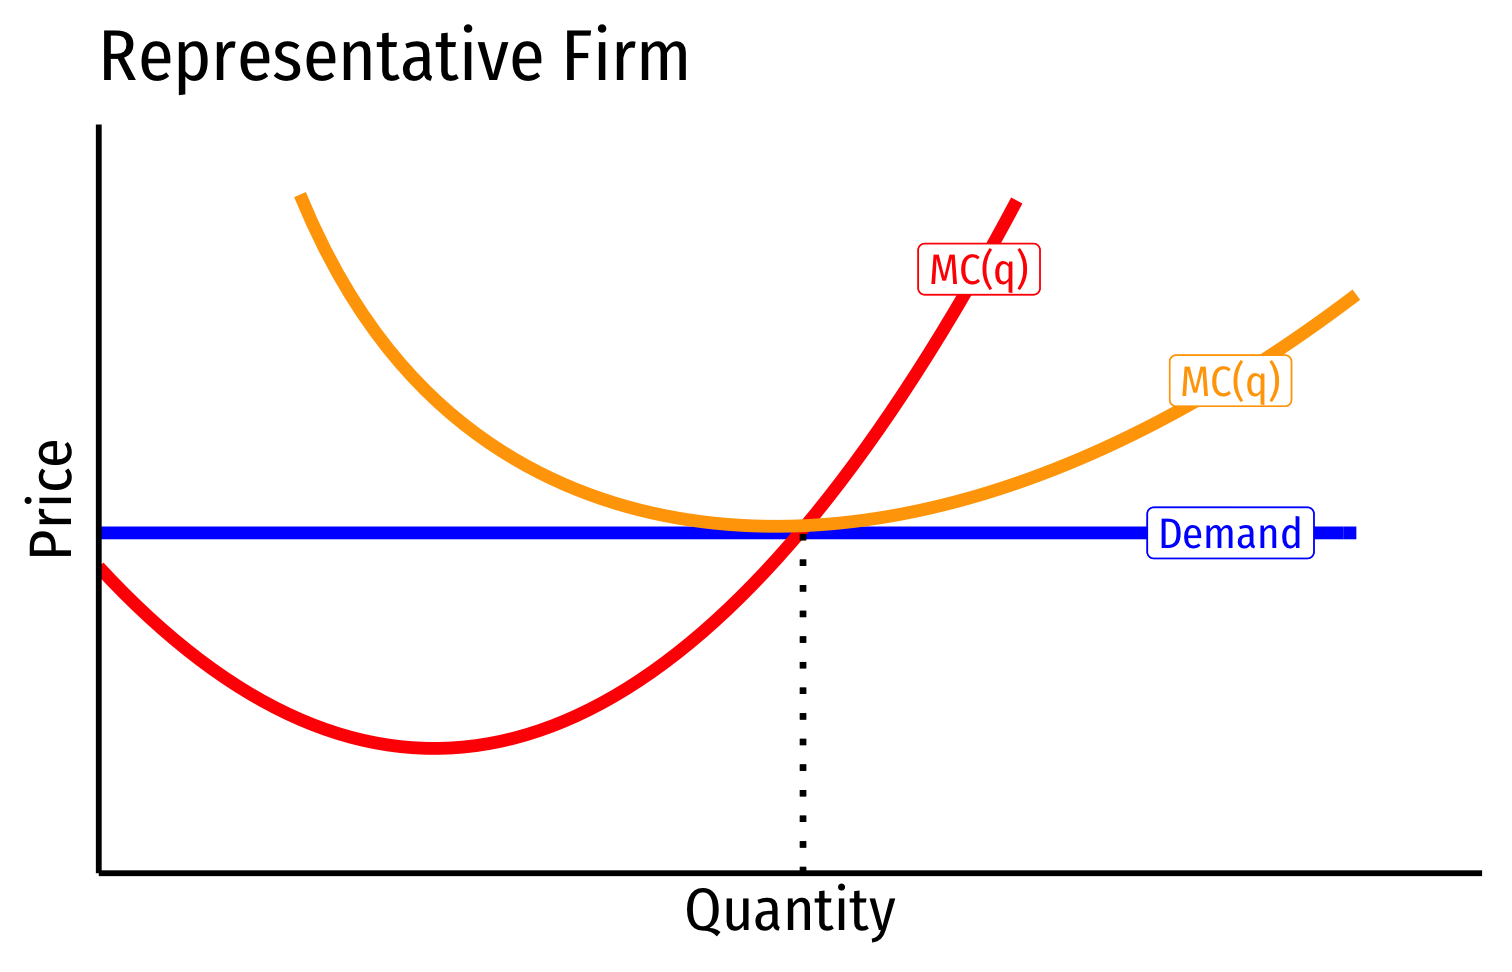 Representative Firm
MC(q)
MC(q)
Demand
Price
Quantity